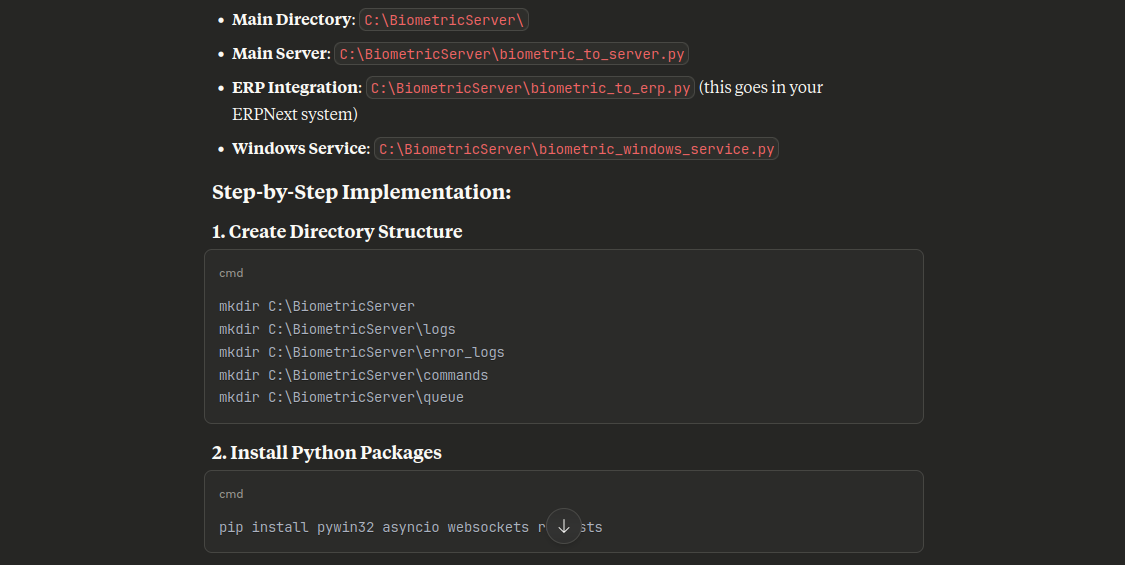 • Main Directory: C:\BiometricServer\
• Main Server: C:\BiometricServer\biometric_to_server.py
• ERP Integration: C:\BiometricServer\biometric_to_erp.py (this goes in your
ERPNext system)
• Windows Service: C:\BiometricServer\biometric_windows_service.py
Step-by-Step Implementation:
1. Create Directory Structure
cmd
mkdir C:\BiometricServer
mkdir C:\BiometricServer\logs
mkdir C:\BiometricServer\error_logs
mkdir C:\BiometricServer\commands
mkdir C:\BiometricServer\queue
2. Install Python Packages
cmd
pip install pywin32 asyncio websockets